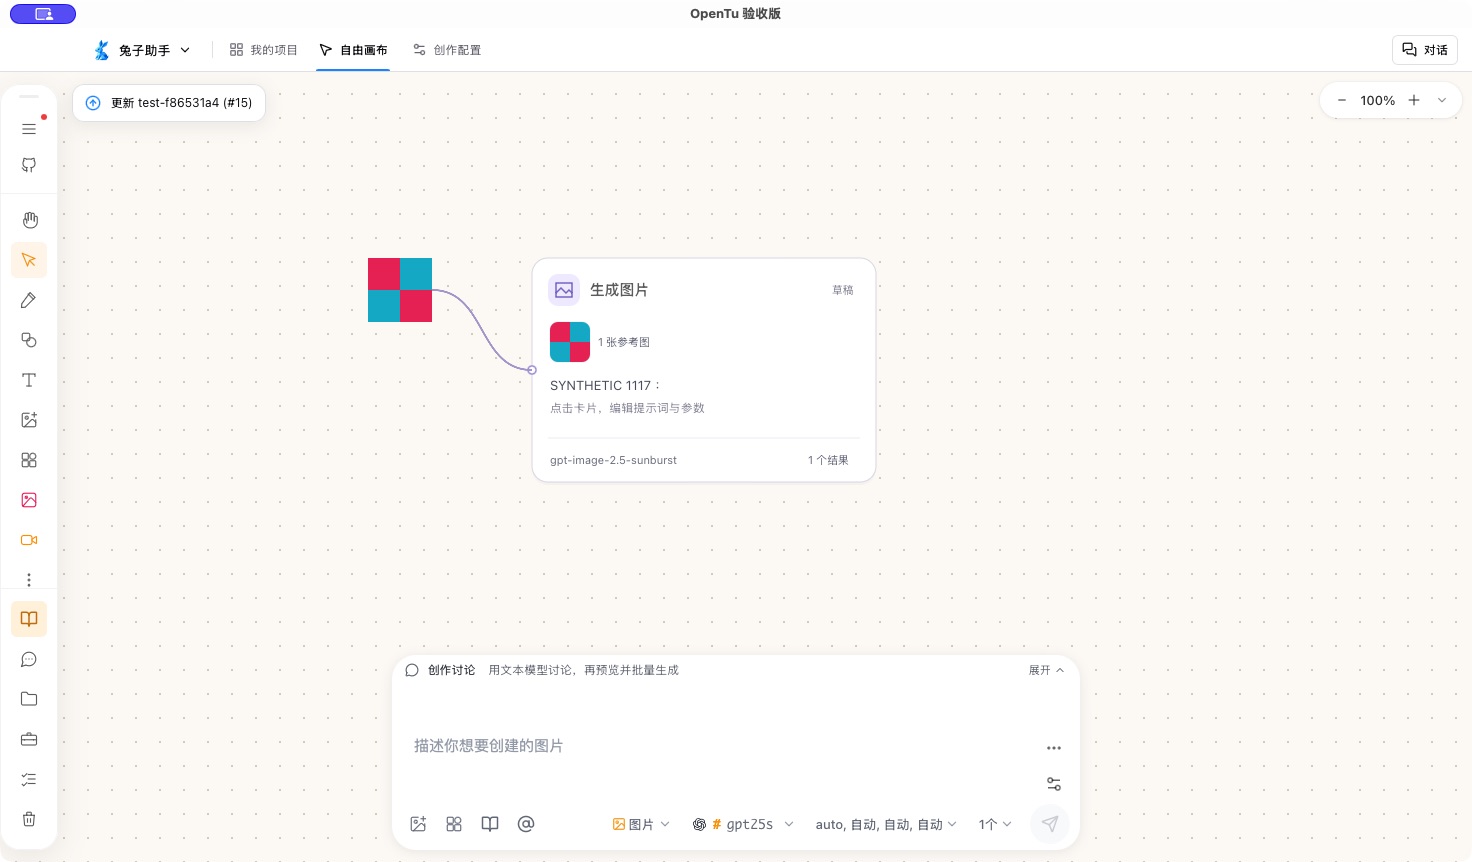 OpenTu 验收版
兔子助手
我的项目
自由画布
创作配置
对话
更新 test-f86531a4 (#15)
100%
生成图片
草稿
1 张参考图
SYNTHETIC 1117：
点击卡片，编辑提示词与参数
gpt-image-2.5-sunburst
1 个结果
创作讨论
用文本模型讨论，再预览并批量生成
展开
描述你想要创建的图片
图片
# gpt25s
auto, 自动, 自动, 自动
1个